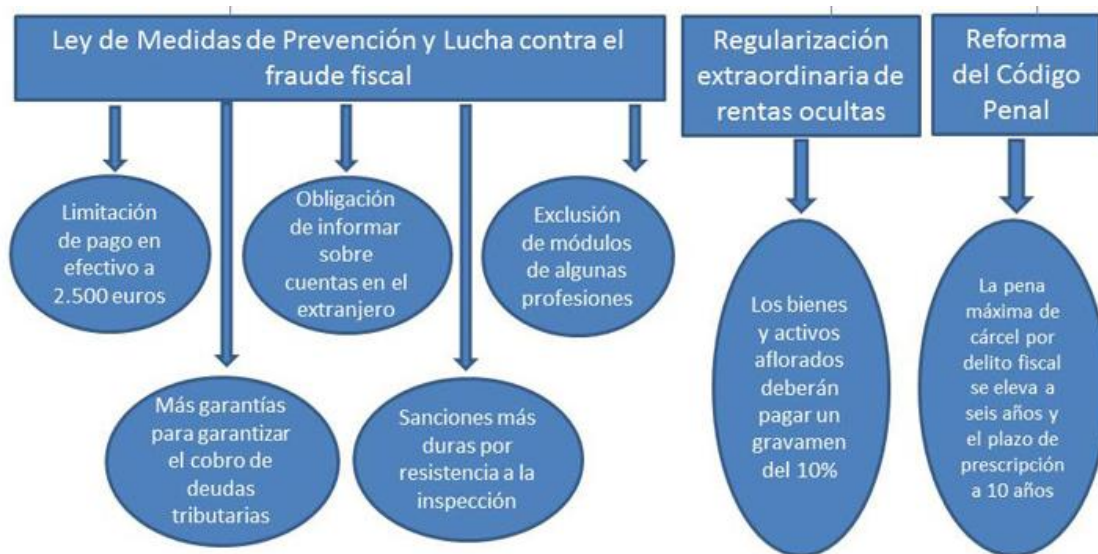 Ley de Medidas de Prevención y Lucha contra el
fraude fiscal
Regularización
extraordinaria de
rentas ocultas
Reforma
del Código
Penal
Limitación
de pago en
efectivo a
2.500 euros
Obligación
de informar
sobre
cuentas en el
extranjero
Exclusión
de módulos
de algunas
profesiones
Más garantías
para garantizar
el cobro de
deudas
tributarias
Sanciones más
duras por
resistencia a la
inspección
Los bienes
y activos
aflorados
deberán
pagar un
gravamen
del 10%
La pena
máxima de
cárcel por
delito fiscal
se eleva a
seis años y
el plazo de
prescripción
a 10 años